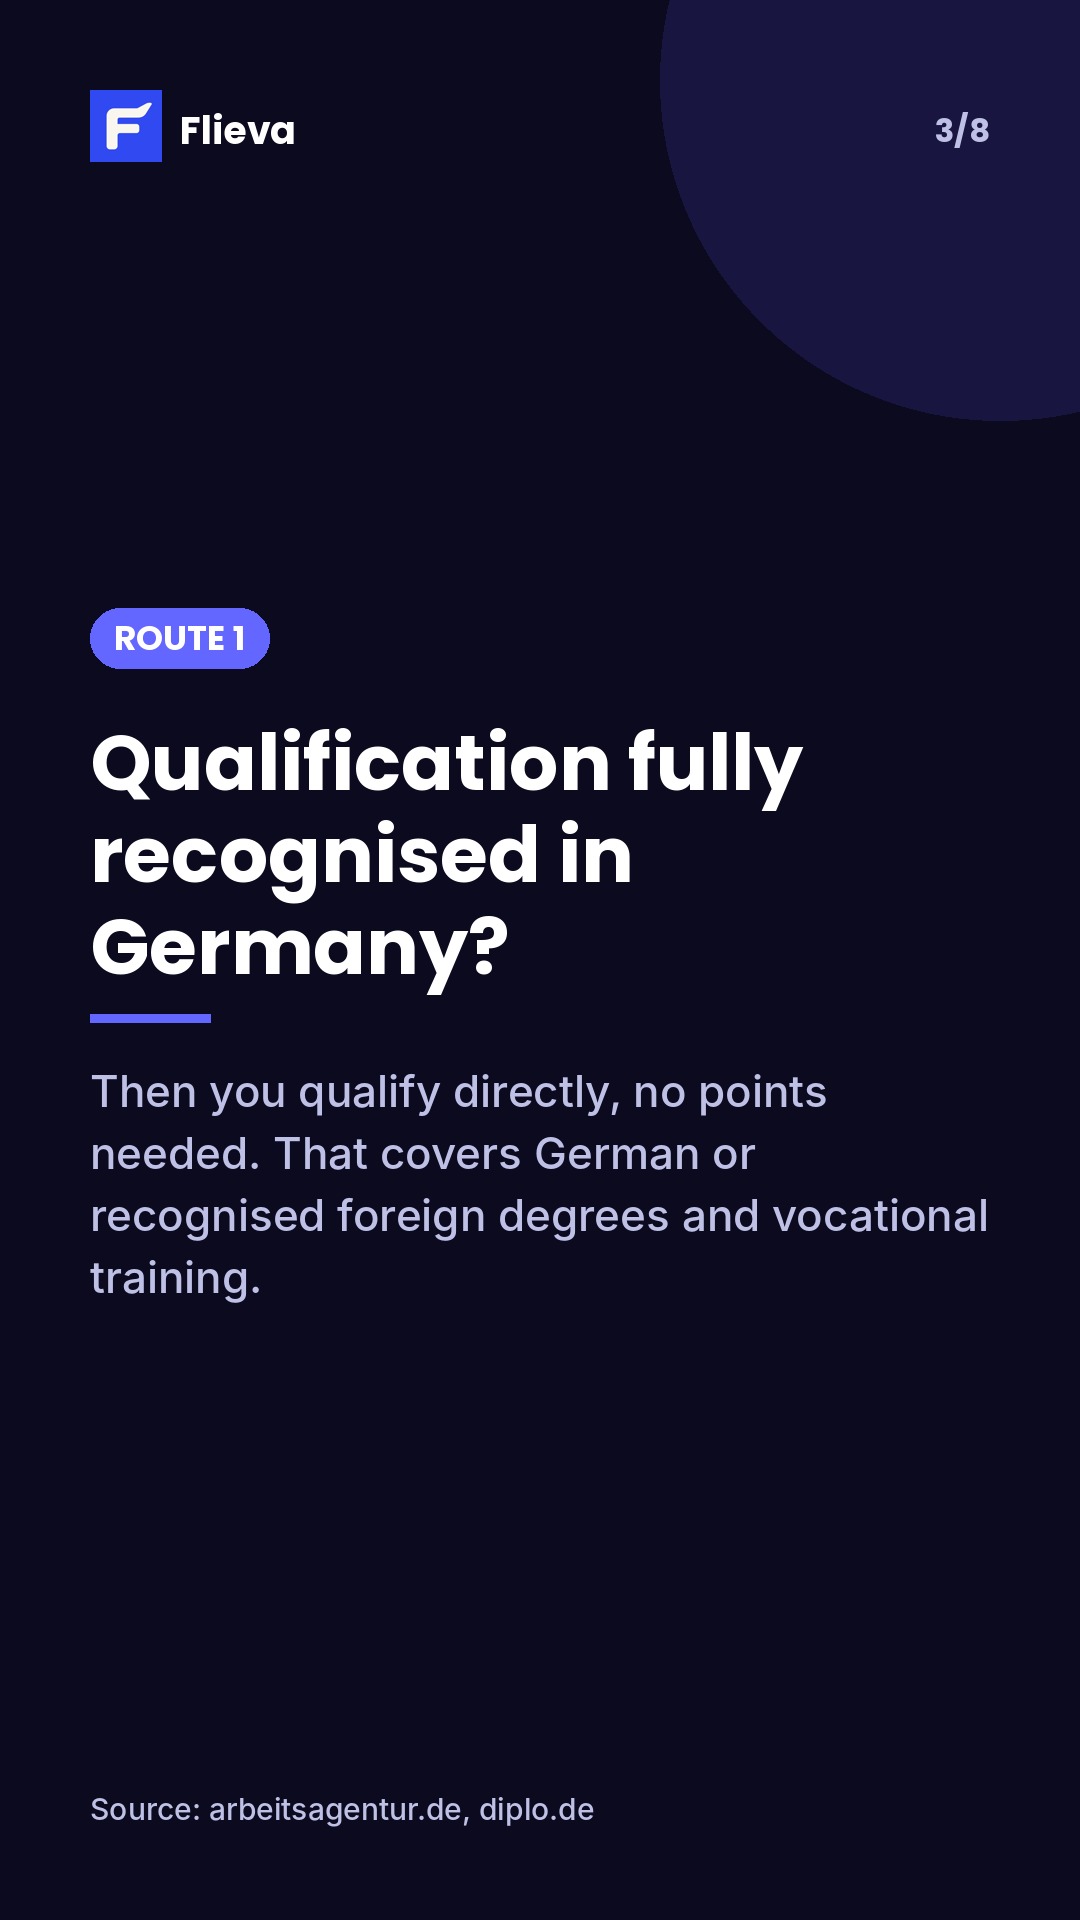 Flieva
3/8
ROUTE 1
Qualification fully
recognised in
Germany?
Then you qualify directly, no points
needed. That covers German or
recognised foreign degrees and vocational
training.
Source: arbeitsagentur.de, diplo.de